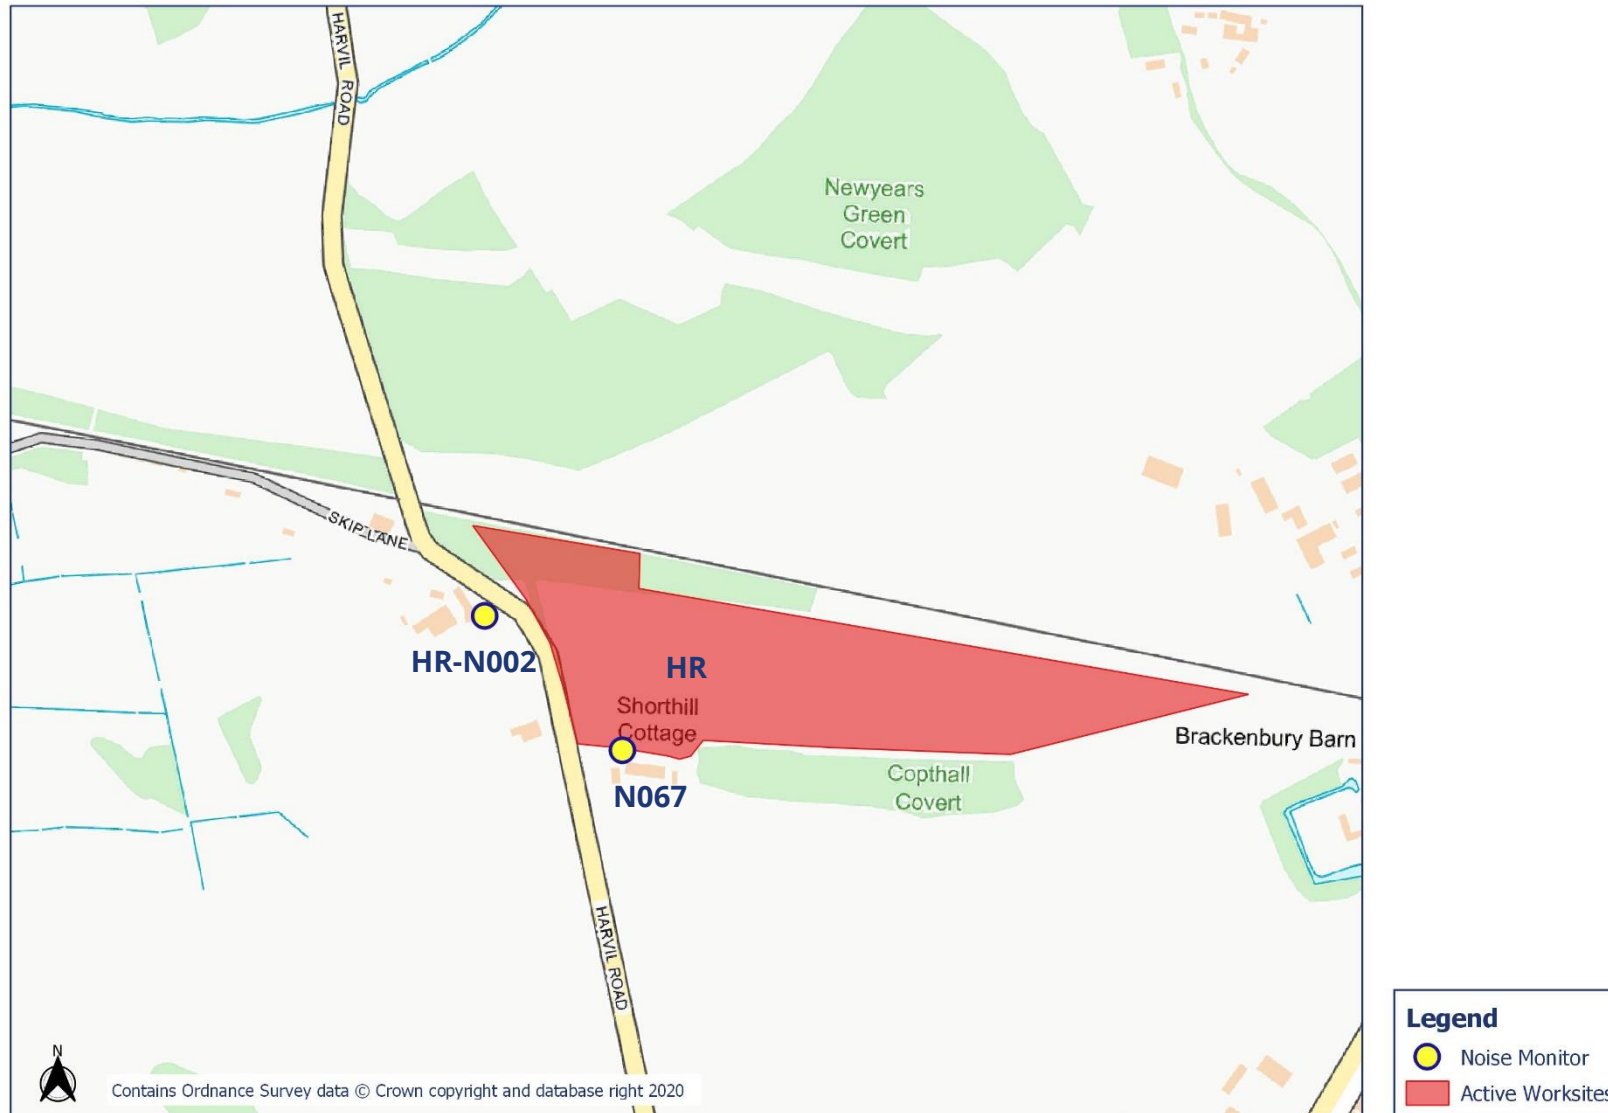 HARVIL ROAD
Newyears
Green
Covert
SKIP LANE
HR-N002
HR
Shorthill
Cottage
Brackenbury Barn
Copthall
Covert
N067
HARVIL ROAD
N
Contains Ordnance Survey data © Crown copyright and database right 2020
Legend
Noise Monitor
Active Worksites